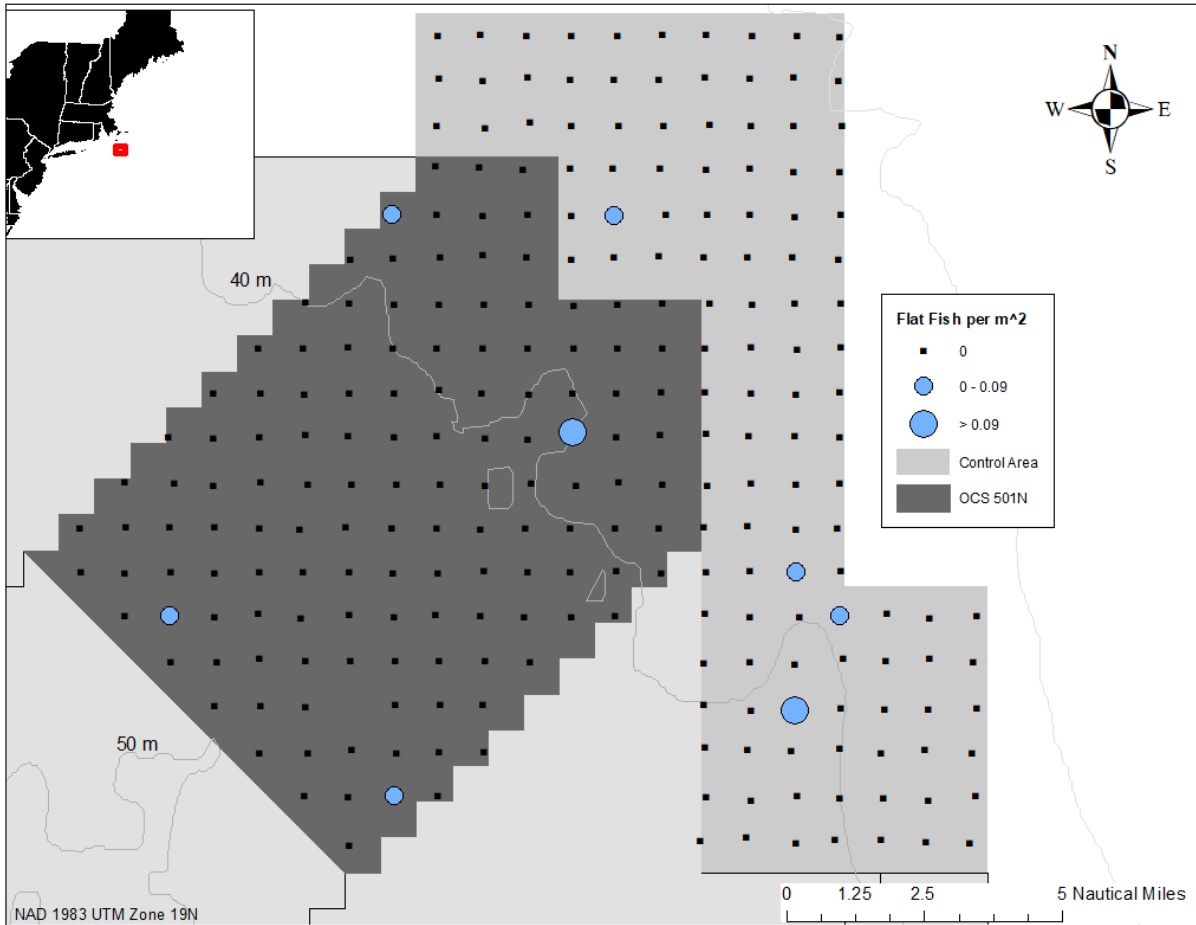 N
W E
S
40 m
Flat Fish per m^2
0
0 - 0.09
> 0.09
Control Area
OCS 501N
50 m
0 1.25 2.5 5 Nautical Miles
NAD 1983 UTM Zone 19N